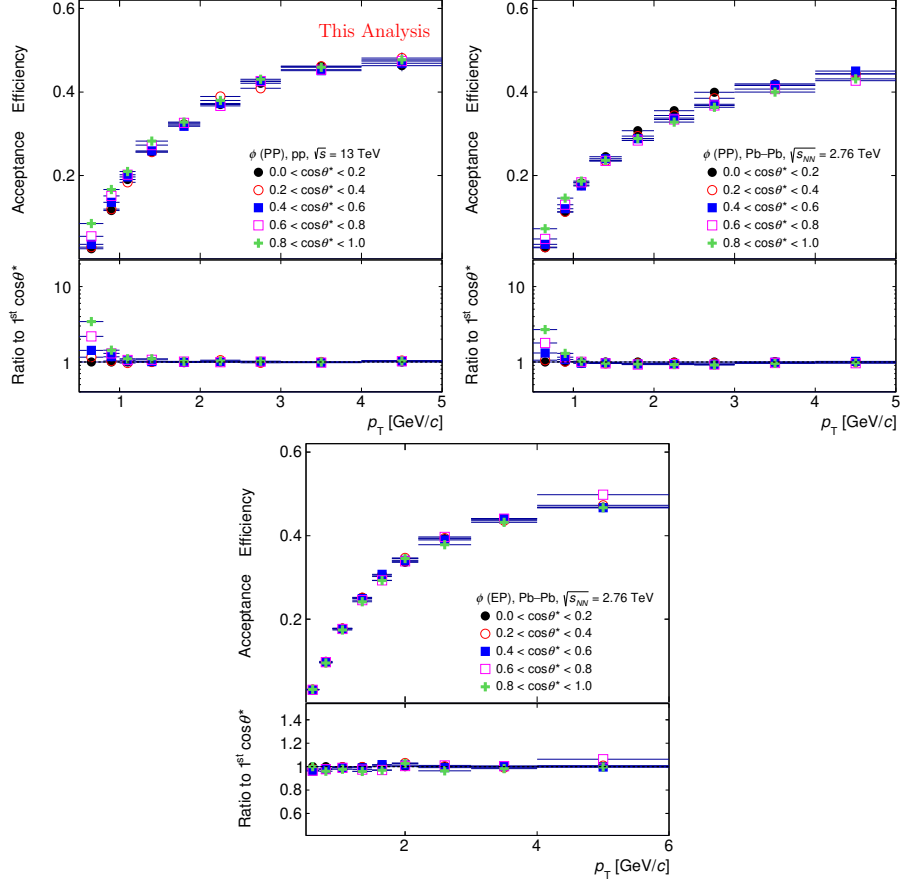 This Analysis
Acceptance Efficiency
0.6
0.4
0.2
ϕ (PP), pp, √s = 13 TeV
0.0 < cosθ* < 0.2
0.2 < cosθ* < 0.4
0.4 < cosθ* < 0.6
0.6 < cosθ* < 0.8
0.8 < cosθ* < 1.0
Ratio to 1st cosθ*
10
1
1 2 3 4 5
pT [GeV/c]
Acceptance Efficiency
0.6
0.4
0.2
ϕ (PP), Pb–Pb, √sNN = 2.76 TeV
0.0 < cosθ* < 0.2
0.2 < cosθ* < 0.4
0.4 < cosθ* < 0.6
0.6 < cosθ* < 0.8
0.8 < cosθ* < 1.0
Ratio to 1st cosθ*
10
1
1 2 3 4 5
pT [GeV/c]
Acceptance Efficiency
0.6
0.4
0.2
ϕ (EP), Pb–Pb, √sNN = 2.76 TeV
0.0 < cosθ* < 0.2
0.2 < cosθ* < 0.4
0.4 < cosθ* < 0.6
0.6 < cosθ* < 0.8
0.8 < cosθ* < 1.0
Ratio to 1st cosθ*
1.4
1.2
1
0.8
0.6
2 4 6
pT [GeV/c]